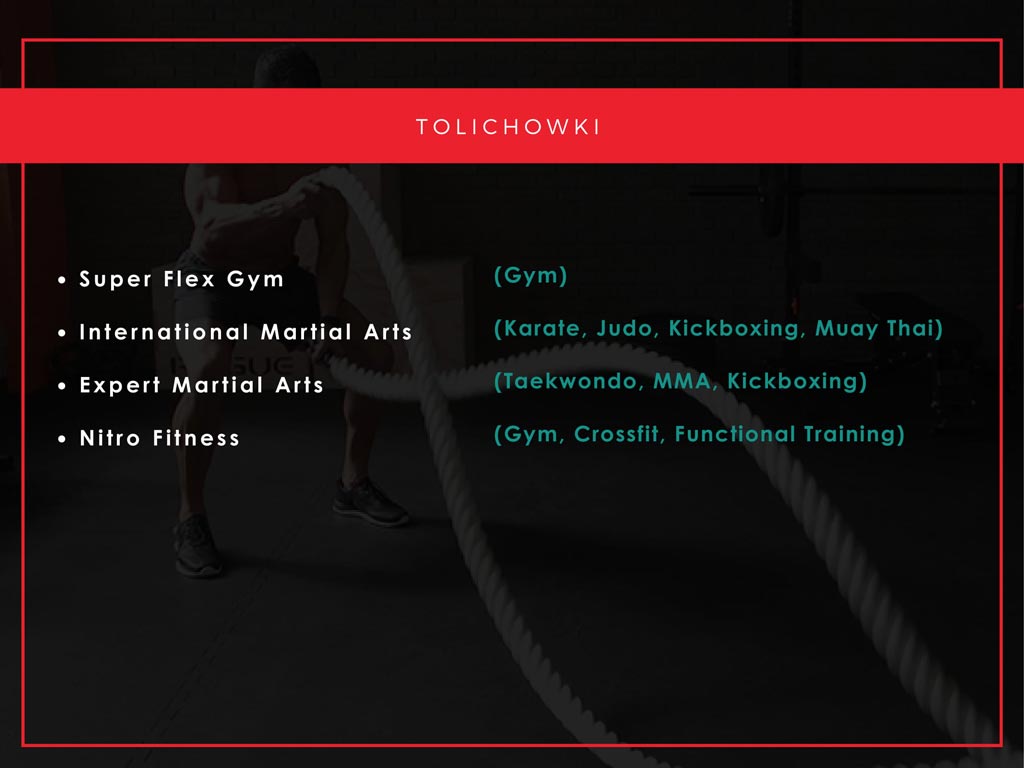 TOLICHOWKI
• Super Flex Gym (Gym)
• International Martial Arts (Karate, Judo, Kickboxing, Muay Thai)
• Expert Martial Arts (Taekwondo, MMA, Kickboxing)
• Nitro Fitness (Gym, Crossfit, Functional Training)